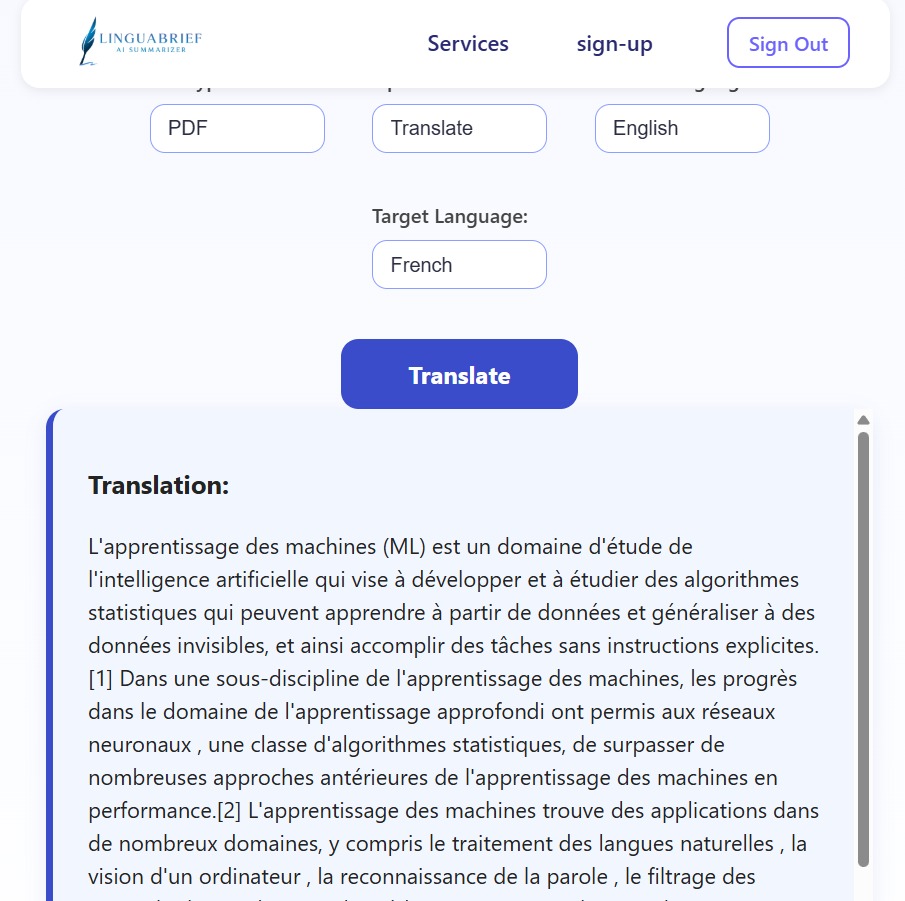 LINGUABRIEF
AI SUMMARIZER
Services
sign-up
Sign Out
PDF
Translate
English
Target Language:
French
Translate
Translation:
L'apprentissage des machines (ML) est un domaine d'étude de
l'intelligence artificielle qui vise à développer et à étudier des algorithmes
statistiques qui peuvent apprendre à partir de données et généraliser à des
données invisibles, et ainsi accomplir des tâches sans instructions explicites.
[1] Dans une sous-discipline de l'apprentissage des machines, les progrès
dans le domaine de l'apprentissage approfondi ont permis aux réseaux
neuronaux , une classe d'algorithmes statistiques, de surpasser de
nombreuses approches antérieures de l'apprentissage des machines en
performance.[2] L'apprentissage des machines trouve des applications dans
de nombreux domaines, y compris le traitement des langues naturelles , la
vision d'un ordinateur , la reconnaissance de la parole , le filtrage des